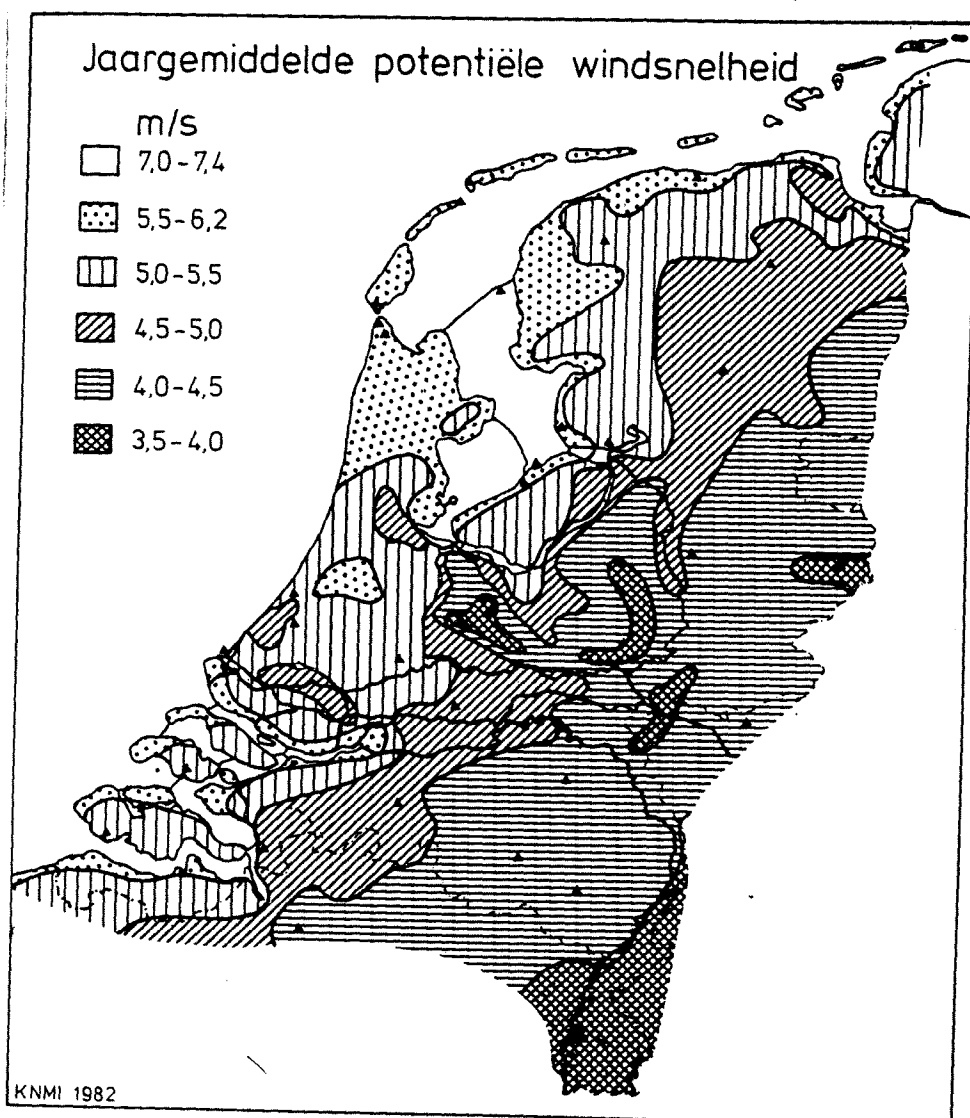 Jaargemiddelde potentiële windsnelheid
m/s
7,0-7,4
5,5-6,2
5,0-5,5
4,5-5,0
4,0-4,5
3,5-4,0
KNMI 1982